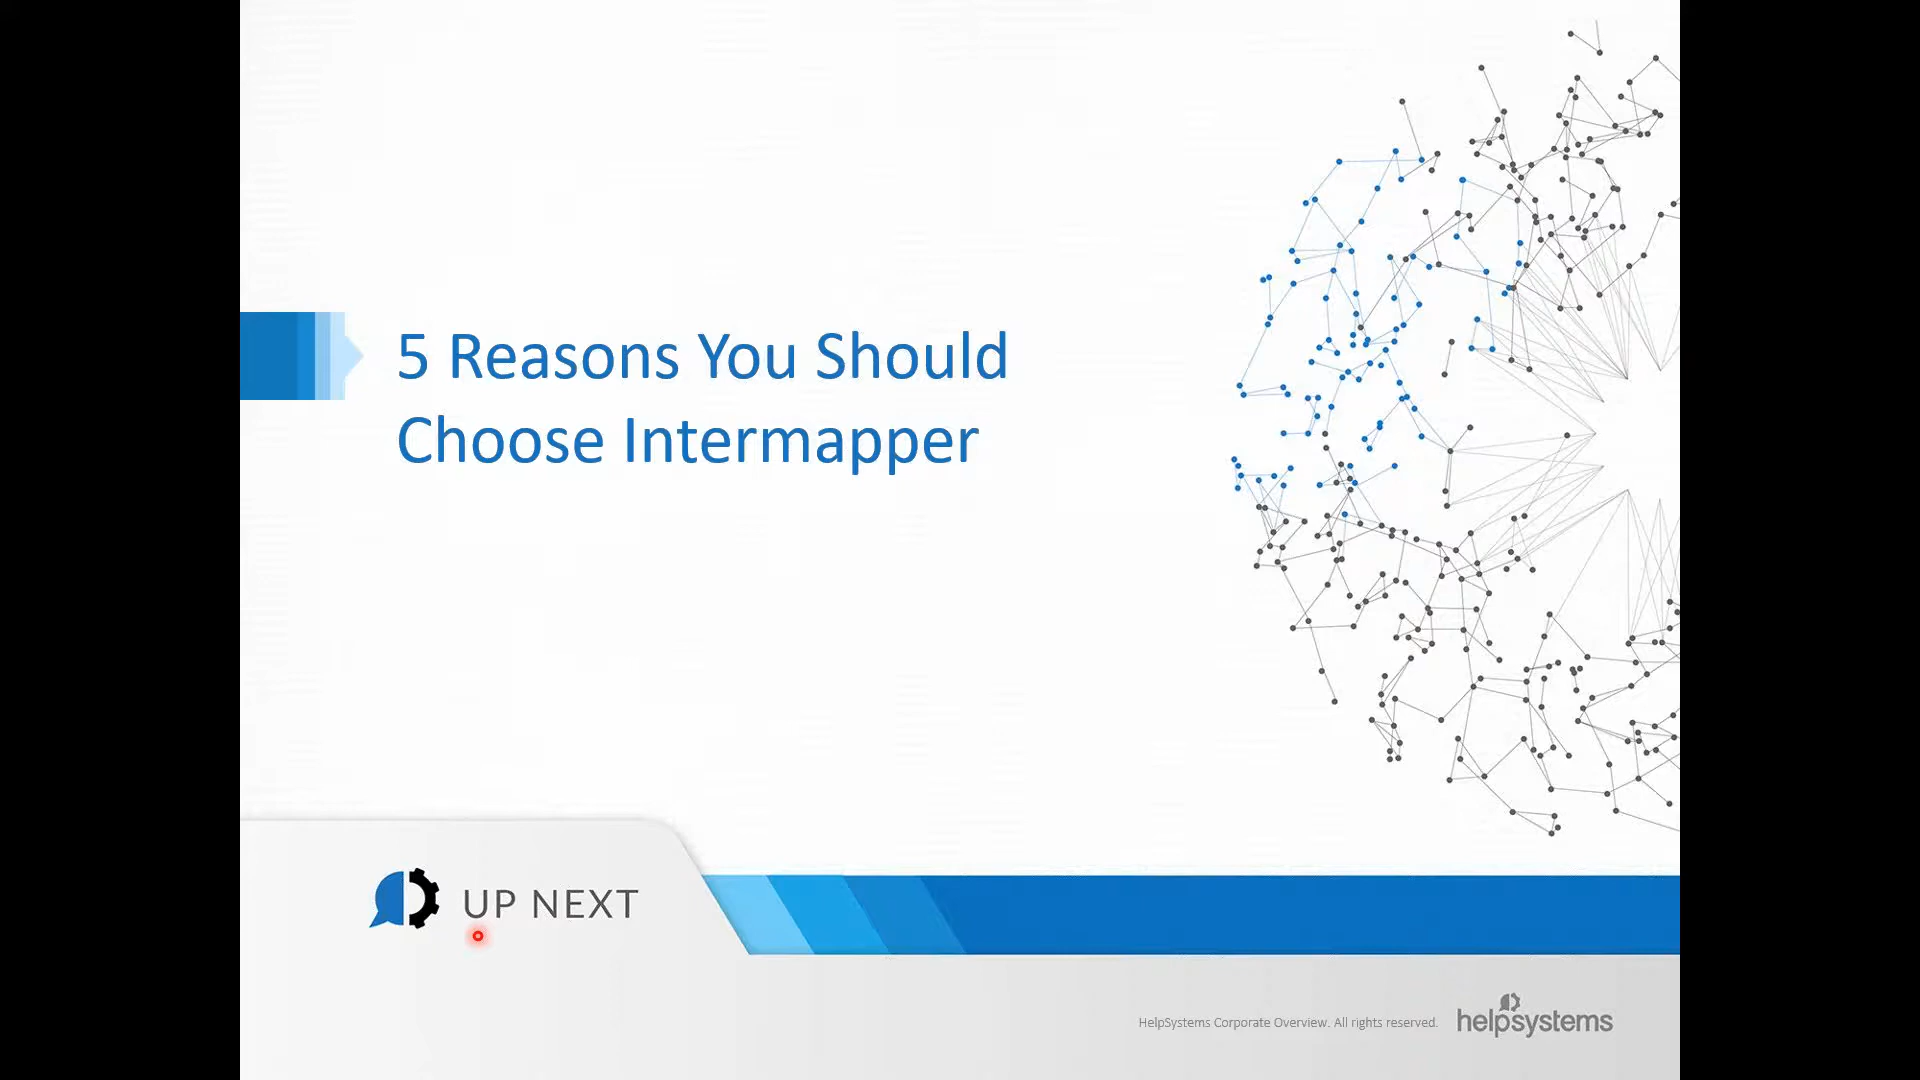 5 Reasons You Should
Choose Intermapper
UP NEXT
HelpSystems Corporate Overview. All rights reserved.
helpsystems